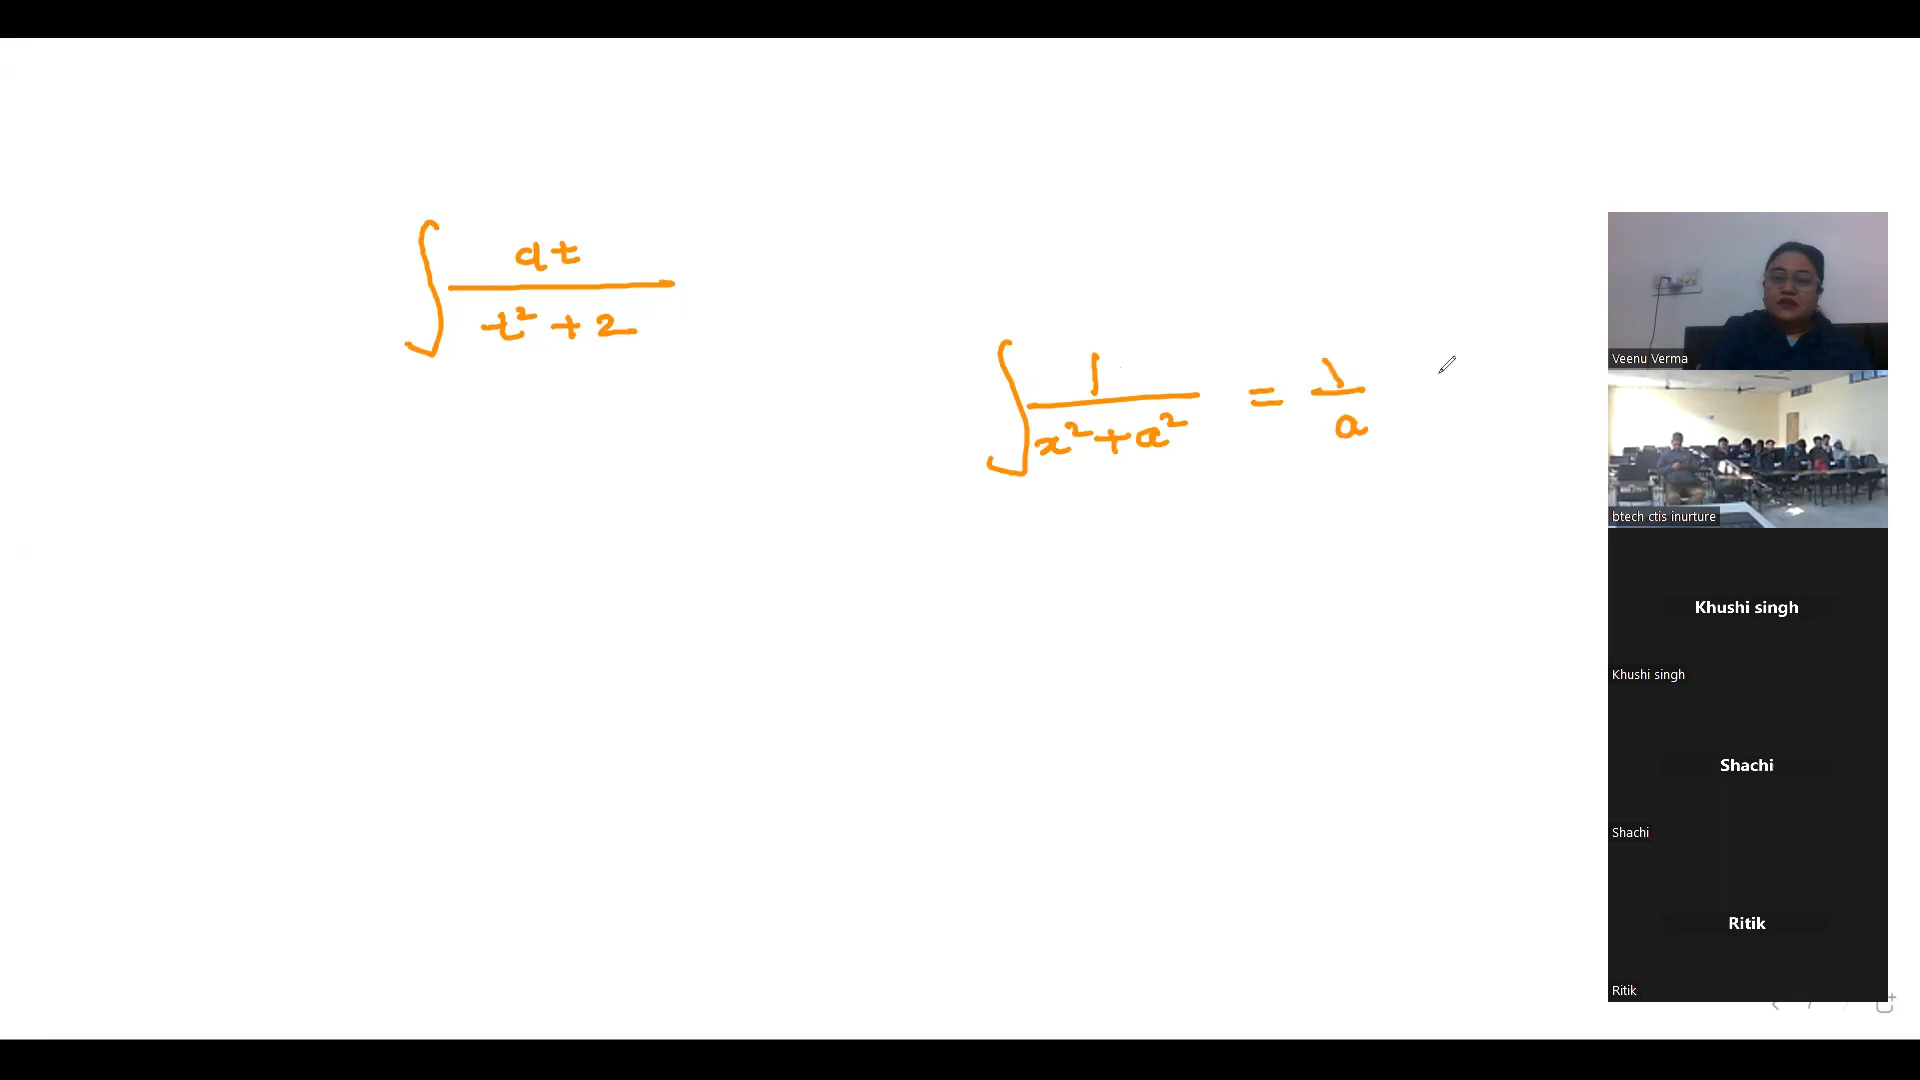 ∫ dt / (t² + 2)
∫ 1 / (x² + a²) = 1 / a
Veenu Verma
btech ctis inurture
Khushi singh
Khushi singh
Shachi
Shachi
Ritik
Ritik